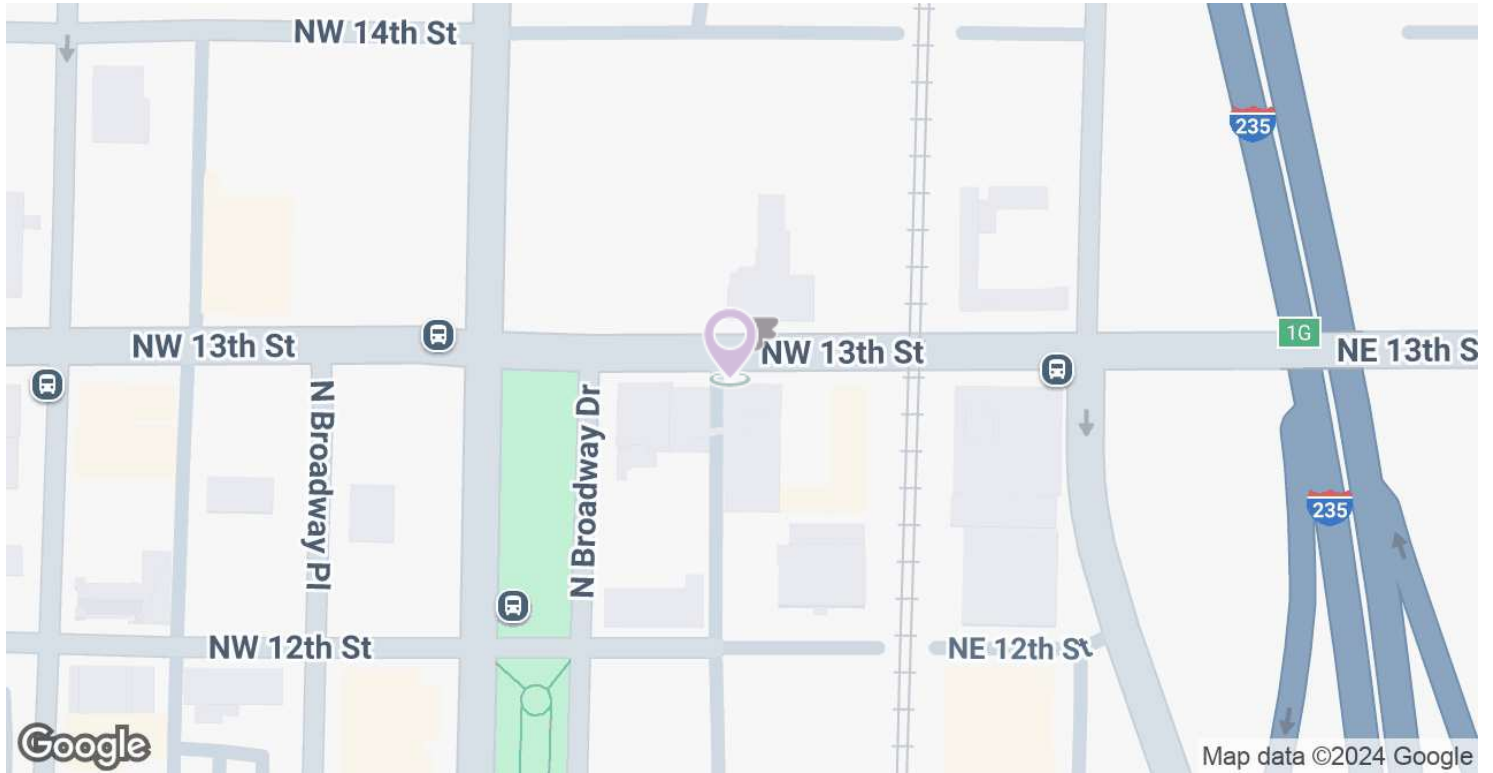 NW 14th St
235
1G
NW 13th St
NW 13th St
NE 13th S
N Broadway Pl
N Broadway Dr
235
NW 12th St
NE 12th St
Google
Map data ©2024 Google